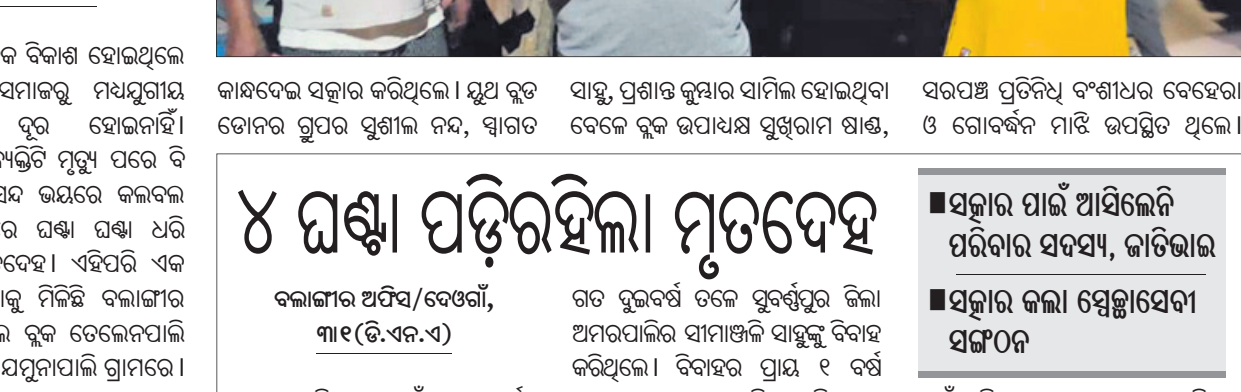 କ ବିକାଶ ହୋଇଥିଲେ
ସମାଜରୁ ମଧ୍ୟଯୁଗୀୟ
ଦୂର ହୋଇନାହିଁ।
ମୃତ୍ୟୁ ପରେ ବି
ଭୟରେ କଲବଲ
ର ଘଣ୍ଟା ଘଣ୍ଟା ଧରି
ଏହିପରି ଏକ
ମିଳିଛି ବଲାଙ୍ଗୀର
ବ୍ଲକ ତେଲେନପାଲି
ଯମୁନାପାଲି ଗ୍ରାମରେ।
କାନ୍ଧଦେଇ ସତ୍କାର କରିଥିଲେ। ୟୁଥ ବ୍ଲଡ
ଡୋନର ଗ୍ରୁପର ସୁଶୀଲ ନନ୍ଦ, ସ୍ୱାଗତ
ସାହୁ, ପ୍ରଶାନ୍ତ କୁମ୍ଭାର ସାମିଲ ହୋଇଥିବା
ବେଳେ ବ୍ଲକ ଉପାଧ୍ୟକ୍ଷ ସୁଖିରାମ ଷାଣ୍ଢ,
ସରପଞ୍ଚ ପ୍ରତିନିଧି ବଂଶୀଧର ବେହେରା
ଓ ଗୋବର୍ଦ୍ଧନ ମାଝି ଉପସ୍ଥିତ ଥିଲେ।
୪ ଘଣ୍ଟା ପଡ଼ିରହିଲା ମୃତଦେହ
ବଲାଙ୍ଗୀର ଅଫିସ/ଦେଓଗାଁ,
୩୧୧(ଡି.ଏନ.ଏ)
ଗତ ଦୁଇବର୍ଷ ତଳେ ସୁବର୍ଣ୍ଣପୁର ଜିଲା
ଅମରପାଲିର ସୀମାଞ୍ଜଳି ସାହୁଙ୍କୁ ବିବାହ
କରିଥିଲେ। ବିବାହର ପ୍ରାୟ ୧ ବର୍ଷ
■ସତ୍କାର ପାଇଁ ଆସିଲେନି
ପରିବାର ସଦସ୍ୟ, ଜାତିଭାଇ
■ସତ୍କାର କଲା ସ୍ୱେଚ୍ଛାସେବୀ
ସଙ୍ଗଠନ